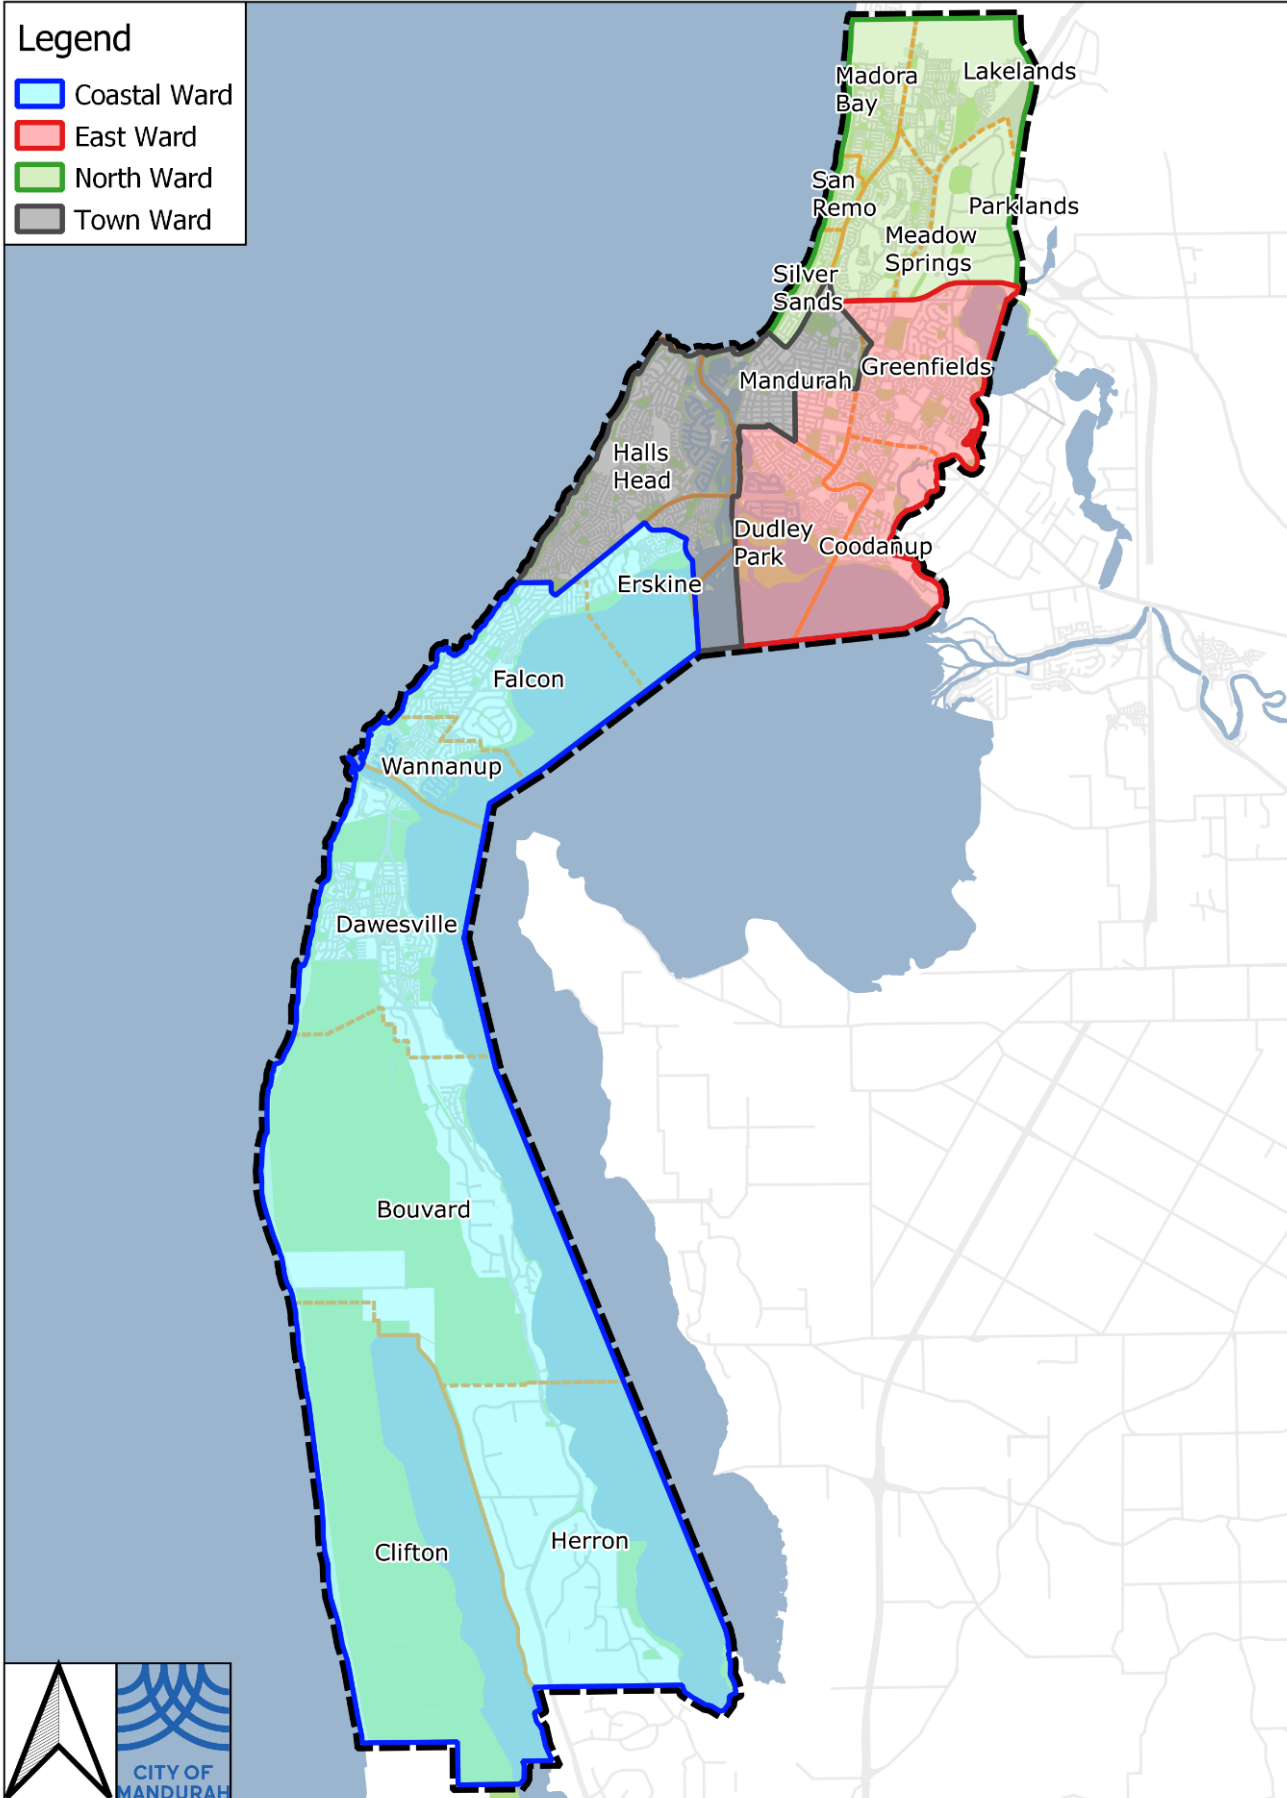 Legend
Coastal Ward
East Ward
North Ward
Town Ward
Madora
Bay
Lakelands
San
Remo
Parklands
Meadow
Springs
Silver
Sands
Greenfields
Mandurah
Halls
Head
Dudley
Park
Coodanup
Erskine
Falcon
Wannanup
Dawesville
Bouvard
Herron
Clifton
CITY OF
MANDURAH